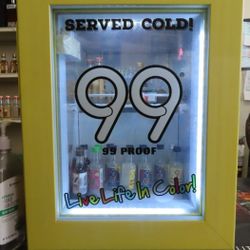 SERVED COLD!
99
99 PROOF
Live Life In Color!